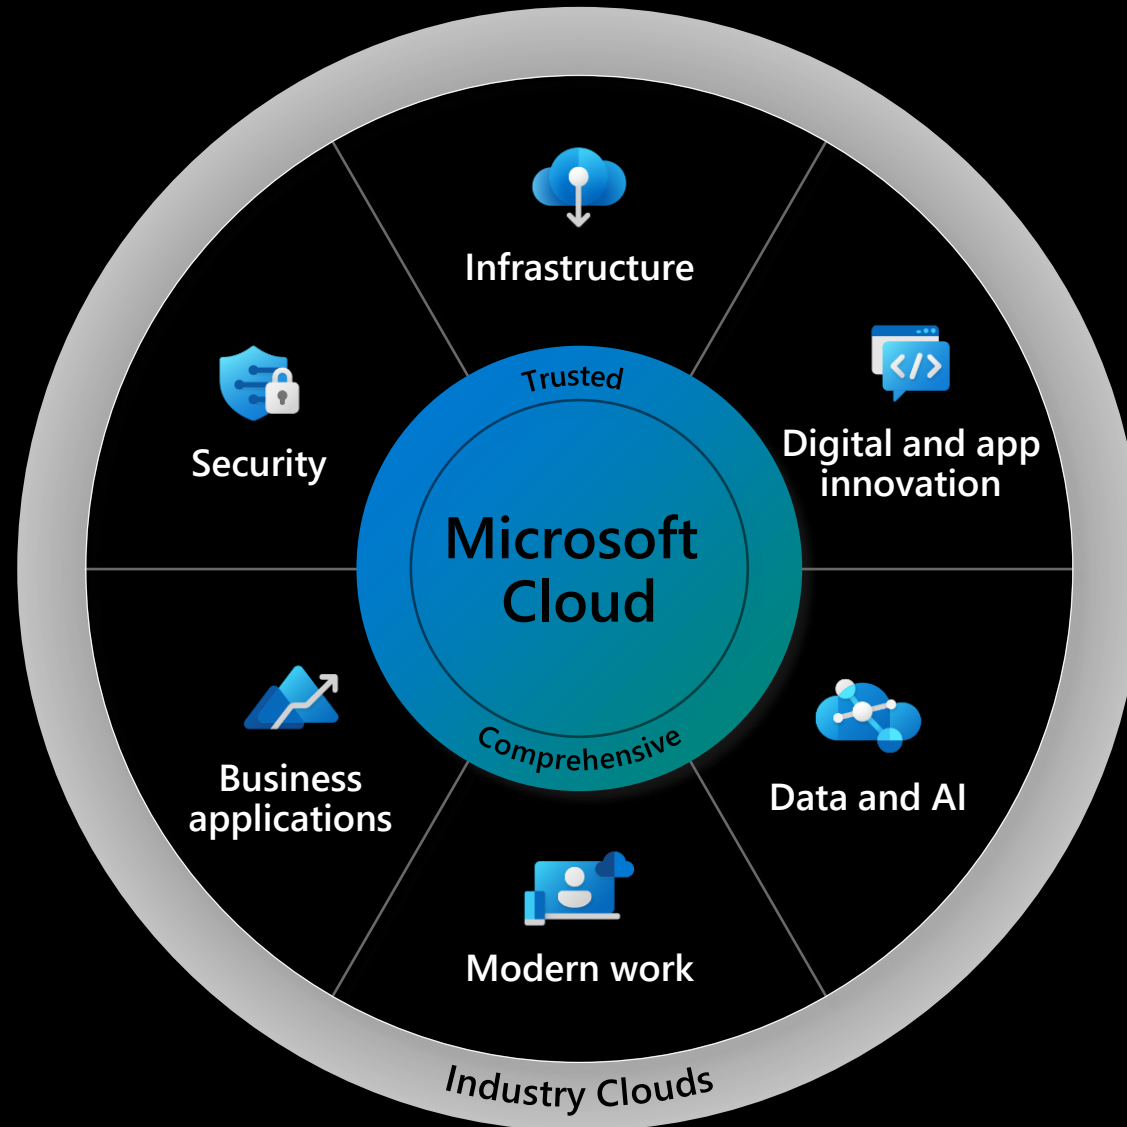 Infrastructure
Digital and app
innovation
Security
Trusted
Microsoft
Cloud
Comprehensive
Business
applications
Data and AI
Modern work
Industry Clouds